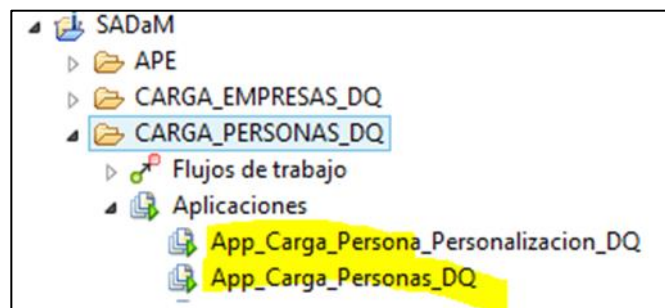 SADaM
APE
CARGA_EMPRESAS_DQ
CARGA_PERSONAS_DQ
Flujos de trabajo
Aplicaciones
App_Carga_Persona_Personalizacion_DQ
App_Carga_Personas_DQ